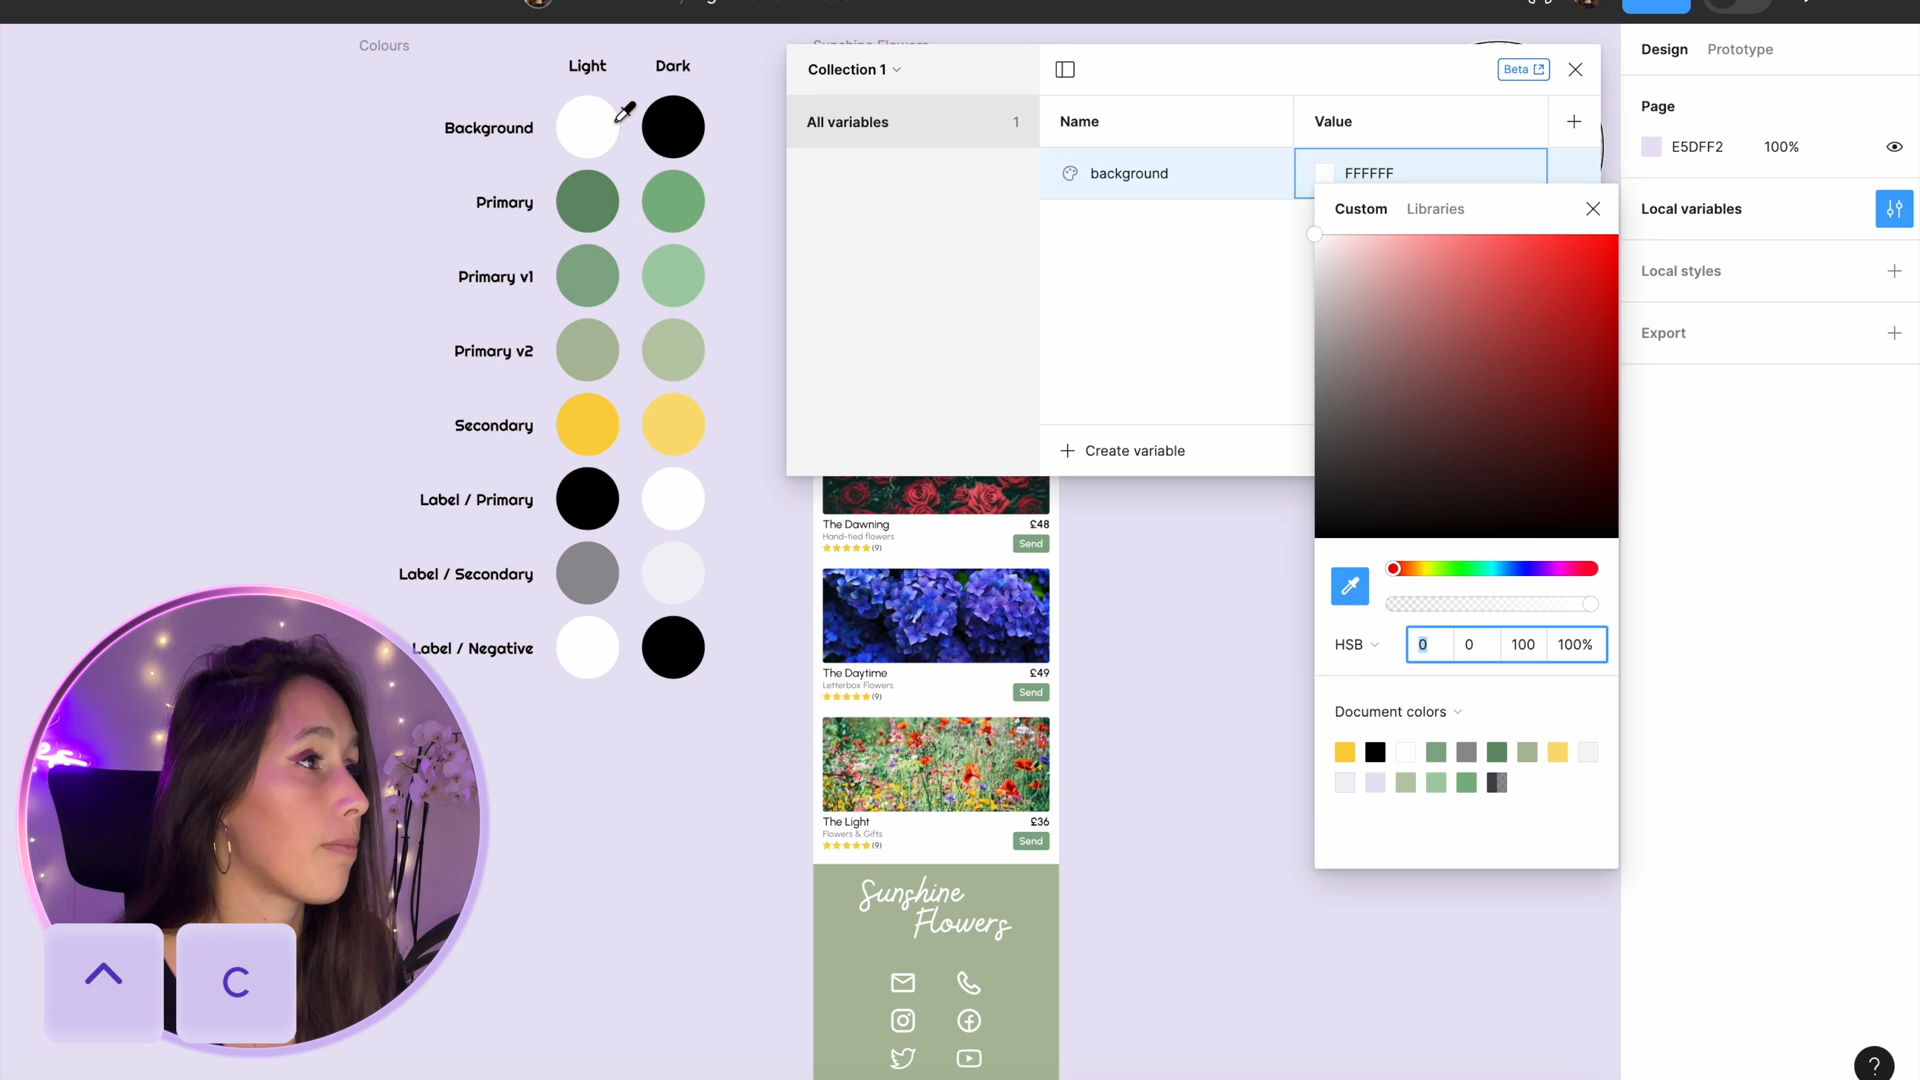 Colours
Light
Dark
Background
Primary
Primary v1
Primary v2
Secondary
Label / Primary
Label / Secondary
Label / Negative
Collection 1
Beta
All variables
1
Name
Value
background
FFFFFF
Create variable
Custom
Libraries
HSB
0
0
100
100%
Document colors
The Dawning
£48
Hand-tied flowers
(9)
Send
The Daytime
£49
Letterbox Flowers
(9)
Send
The Light
£36
Flowers & Gifts
(9)
Send
Sunshine
Flowers
Design
Prototype
Page
E5DFF2
100%
Local variables
Local styles
Export
?
^
C